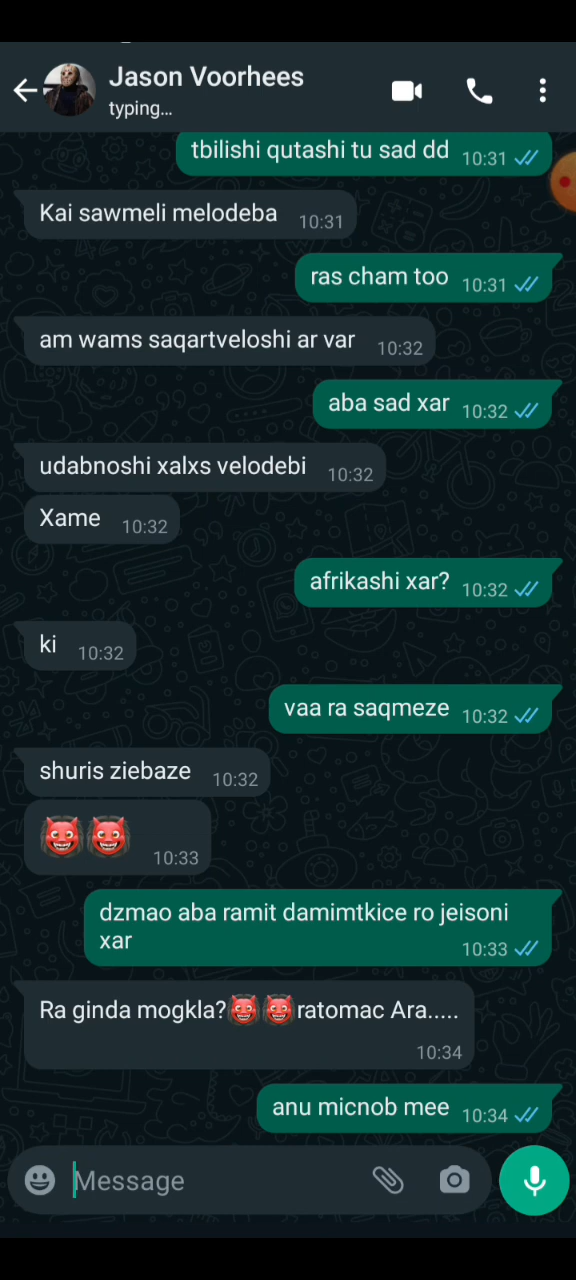 Jason Voorhees
typing...
tbilishi qutashi tu sad dd 10:31
Kai sawmeli melodeba 10:31
ras cham too 10:31
am wams saqartveloshi ar var 10:32
aba sad xar 10:32
udabnoshi xalxs velodebi 10:32
Xame 10:32
afrikashi xar? 10:32
ki 10:32
vaa ra saqmeze 10:32
shuris ziebaze 10:32
👹👹 10:33
dzmao aba ramit damimtkice ro jeisoni
xar 10:33
Ra ginda mogkla?👹👹ratomac Ara.....
10:34
anu micnob mee 10:34
Message